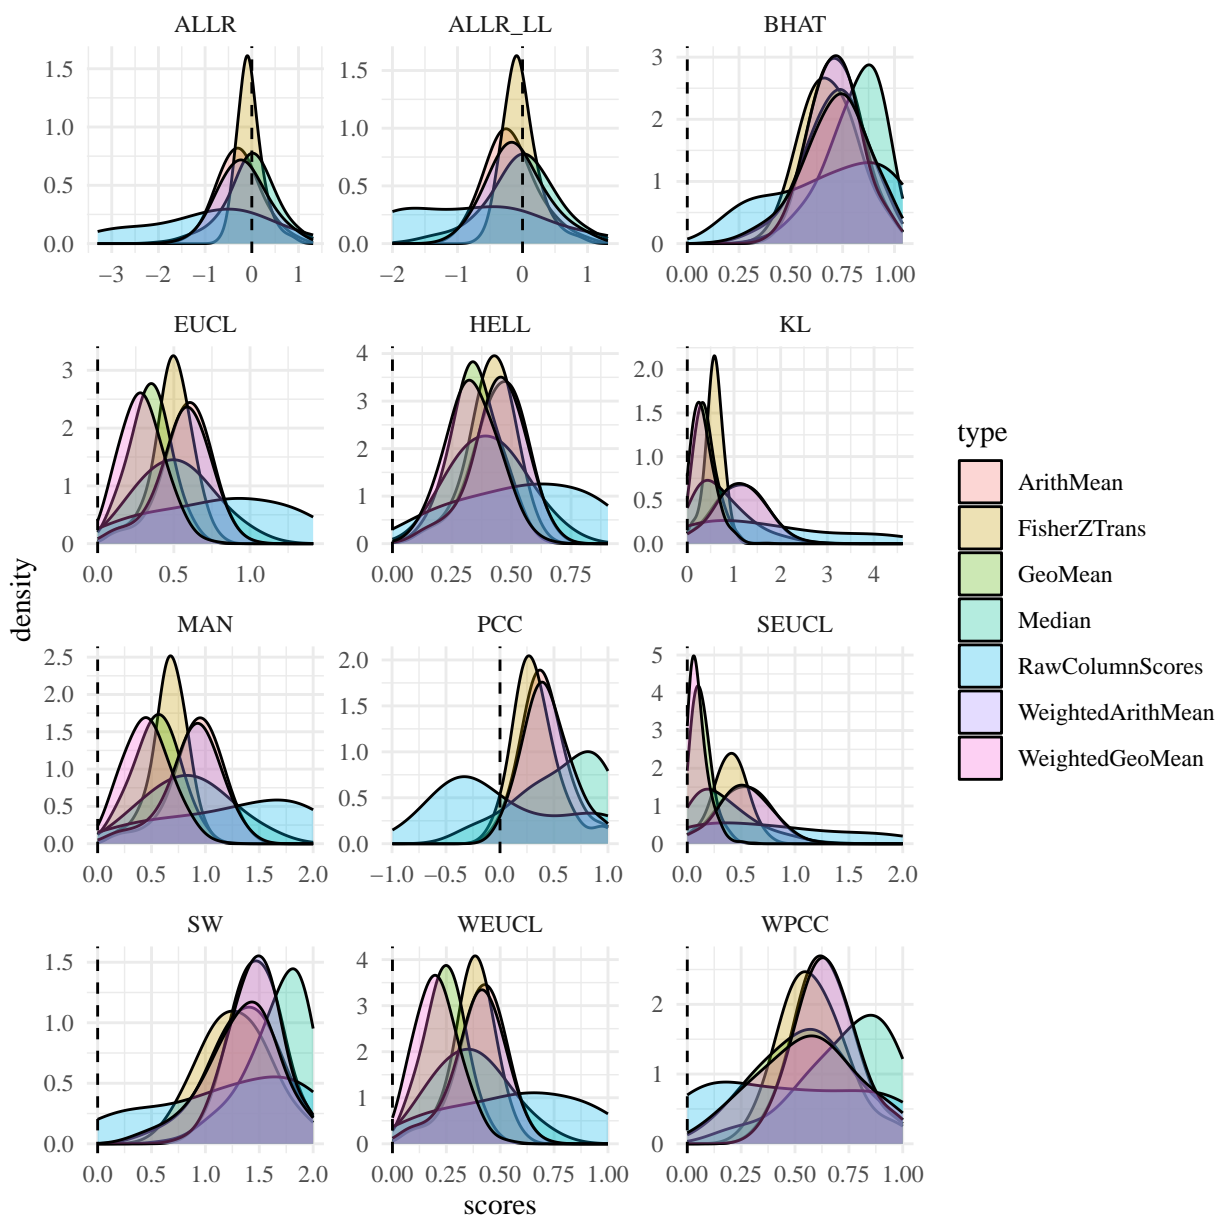 ALLR ALLR_LL BHAT
1.5 1.0 0.5 0.0
−3 −2 −1 0 1
1.5 1.0 0.5 0.0
−2 −1 0 1
3 2 1 0
0.00 0.25 0.50 0.75 1.00
EUCL HELL KL
3 2 1 0
0.0 0.5 1.0
4 3 2 1 0
0.00 0.25 0.50 0.75
2.0 1.5 1.0 0.5 0.0
0 1 2 3 4
MAN PCC SEUCL
2.5 2.0 1.5 1.0 0.5 0.0
0.0 0.5 1.0 1.5 2.0
2.0 1.5 1.0 0.5 0.0
−1.0 −0.5 0.0 0.5 1.0
5 4 3 2 1 0
0.0 0.5 1.0 1.5 2.0
SW WEUCL WPCC
1.5 1.0 0.5 0.0
0.0 0.5 1.0 1.5 2.0
4 3 2 1 0
0.00 0.25 0.50 0.75 1.00
2 1 0
0.00 0.25 0.50 0.75 1.00
density
scores
type
ArithMean
FisherZTrans
GeoMean
Median
RawColumnScores
WeightedArithMean
WeightedGeoMean